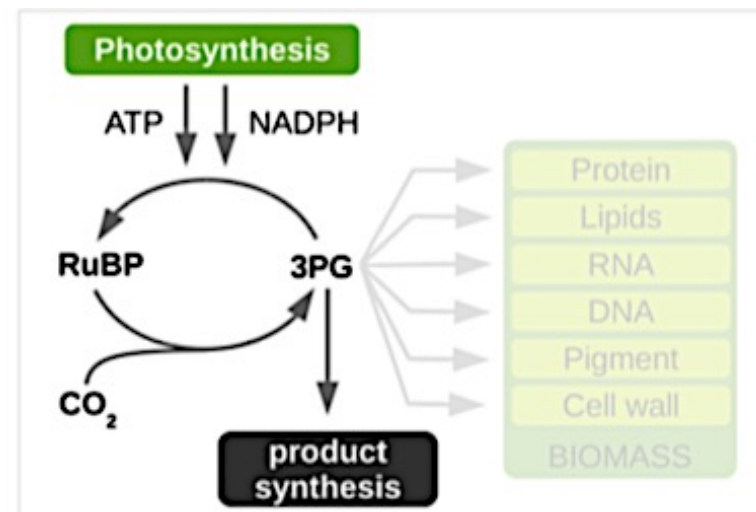 Photosynthesis
ATP NADPH
RuBP 3PG
CO₂
product
synthesis
Protein
Lipids
RNA
DNA
Pigment
Cell wall
BIOMASS